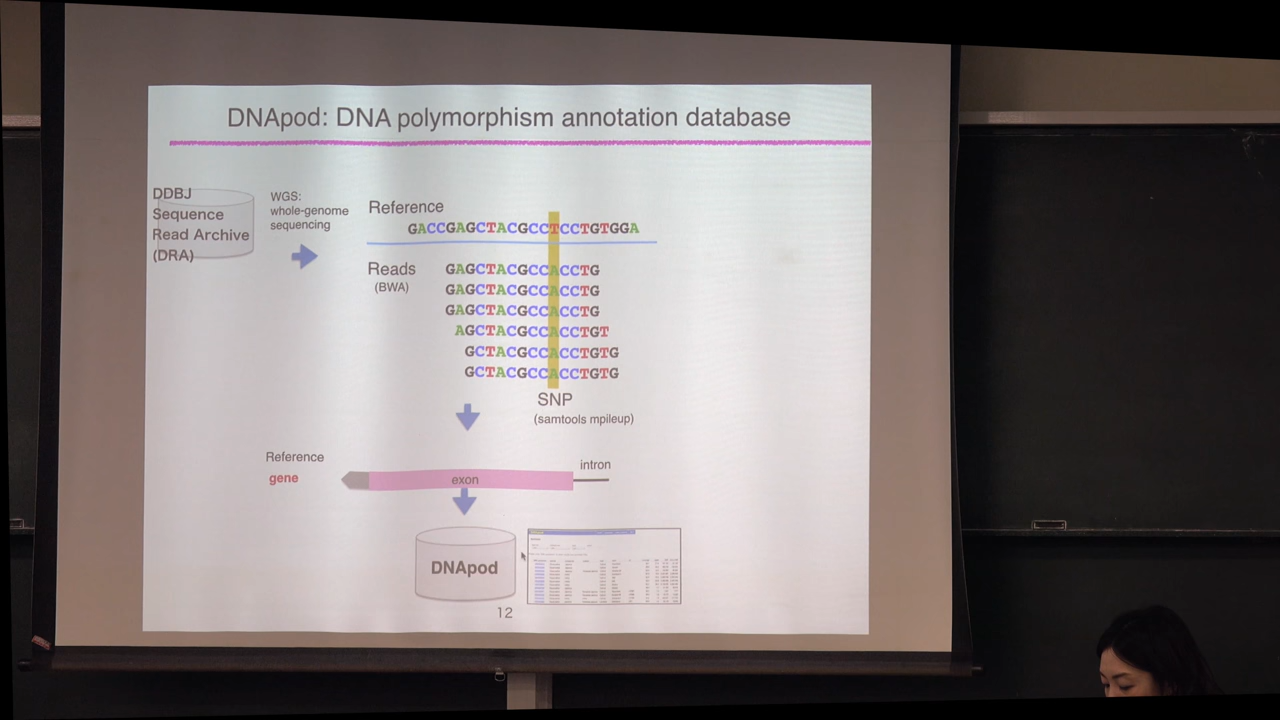 DNApod: DNA polymorphism annotation database
DDBJ
Sequence
Read Archive
(DRA)
WGS:
whole-genome
sequencing
Reference
GACCGAGCTACGCCTCCTGTGGA
Reads
(BWA)
GAGCTACGCCACCTG
GAGCTACGCCACCTG
GAGCTACGCCACCTG
AGCTACGCCACCTGT
GCTACGCCACCTGTG
GCTACGCCACCTGTG
SNP
(samtools mpileup)
Reference
gene
exon
intron
DNApod
12